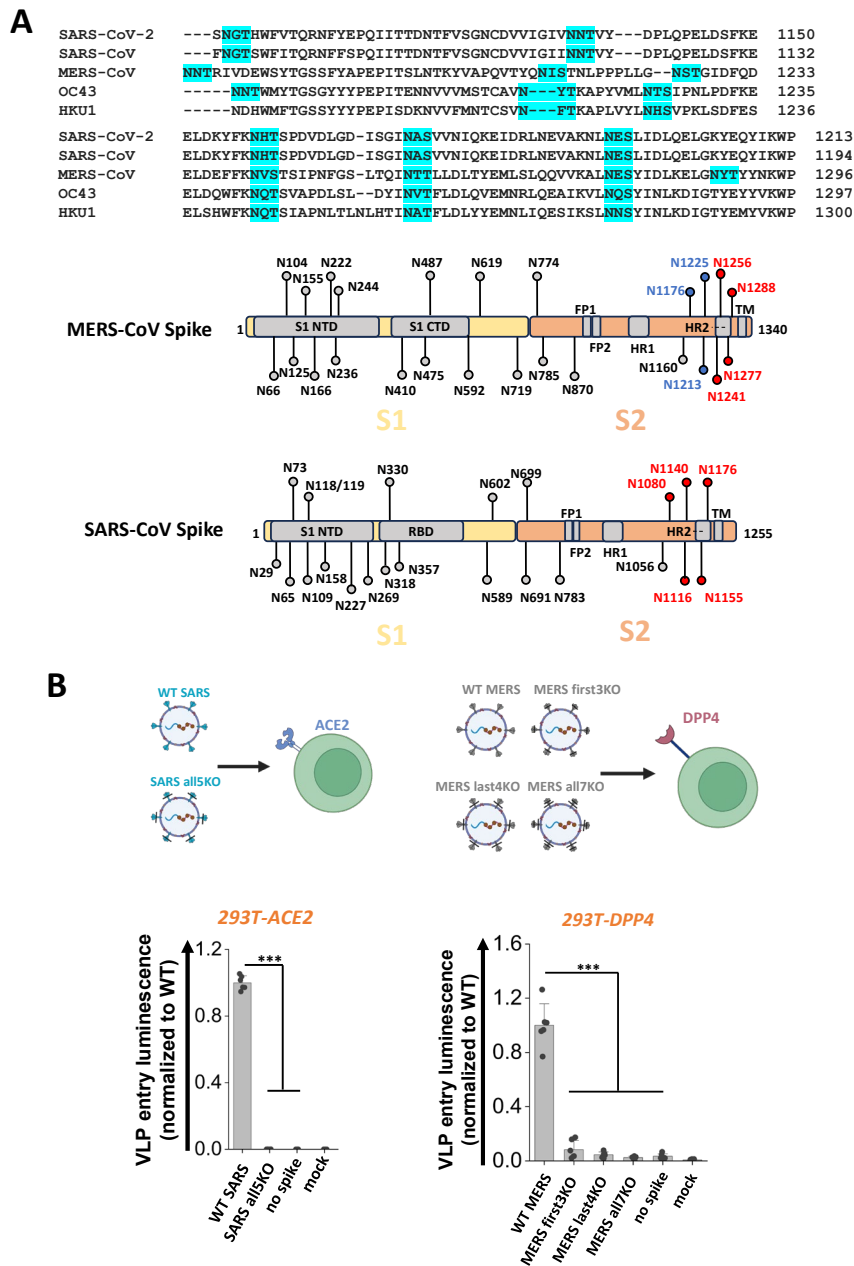 A
SARS-CoV-2 ---SNGTHWFVTQRNFYEPQIITTDNTFVSGNCDVVIGIVNNTVY---DPLQPELDSFKE 1150
SARS-CoV ---FNGTSWFITQRNFFSPQIITTDNTFVSGNCDVVIGIINNTVY---DPLQPELDSFKE 1132
MERS-CoV NNTRIVDEWSYTGSGYYAPEPITSLNTKYVAPQVTYQNISTNLPPPLLG--NSTGIDFQD 1233
OC43 -----NNTWMYTGSGYYYPEPITENNVVVMSTCAVN---YTKAPYVMLNTSIPNLPDFKE 1235
HKU1 -----NDHWMFTGSSYYYPEPISDKNVVFMNTCSVN---FTKAPLVYLNHSVPKLSDFES 1236
SARS-CoV-2 ELDKYFKNHTSPDVDLGD-ISGINASVVNIQKEIDRLNEVAKNLNESLIDLQELGKYEQYIKWP 1213
SARS-CoV ELDKYFKNHTSPDVDLGD-ISGINASVVNIQKEIDRLNEVAKNLNESLIDLQELGKYEQYIKWP 1194
MERS-CoV ELDEFFKNVSTSIPNFGS-LTQINTTLLDLTYEMLSLQQVVKALNESYIDLKELGNYTYYNKWP 1296
OC43 ELDQWFKNQTSVAPDLSL--DYINVTFLDLQVEMNRLQEAIKVLNQSYINLKDIGTYEYYVKWP 1297
HKU1 ELSHWFKNQTSIAPNLTLNLHTINATFLDLYYEMNLIQESIKSLNNSYINLKDIGTYEMYVKWP 1300
N104 N155 N222 N244 N487 N619 N774 N1176 N1225 N1256 N1288
MERS-CoV Spike 1 S1 NTD S1 CTD FP1 FP2 HR1 HR2 --- TM 1340
N66 N125 N166 N236 N410 N475 N592 N719 N785 N870 N1160 N1213 N1241 N1277
S1 S2
N73 N118/119 N330 N602 N699 N1080 N1140 N1176
SARS-CoV Spike 1 S1 NTD RBD FP1 FP2 HR1 HR2 -- TM 1255
N29 N65 N109 N158 N227 N269 N318 N357 N589 N691 N783 N1056 N1116 N1155
S1 S2
B
WT SARS
SARS all5KO
ACE2
WT MERS MERS first3KO
MERS last4KO MERS all7KO
DPP4
293T-ACE2
VLP entry luminescence
(normalized to WT)
1.2
0.8
0.4
0.0
***
WT SARS
SARS all5KO
no spike
mock
293T-DPP4
VLP entry luminescence
(normalized to WT)
1.6
1.2
0.8
0.4
0.0
***
WT MERS
MERS first3KO
MERS last4KO
MERS all7KO
no spike
mock